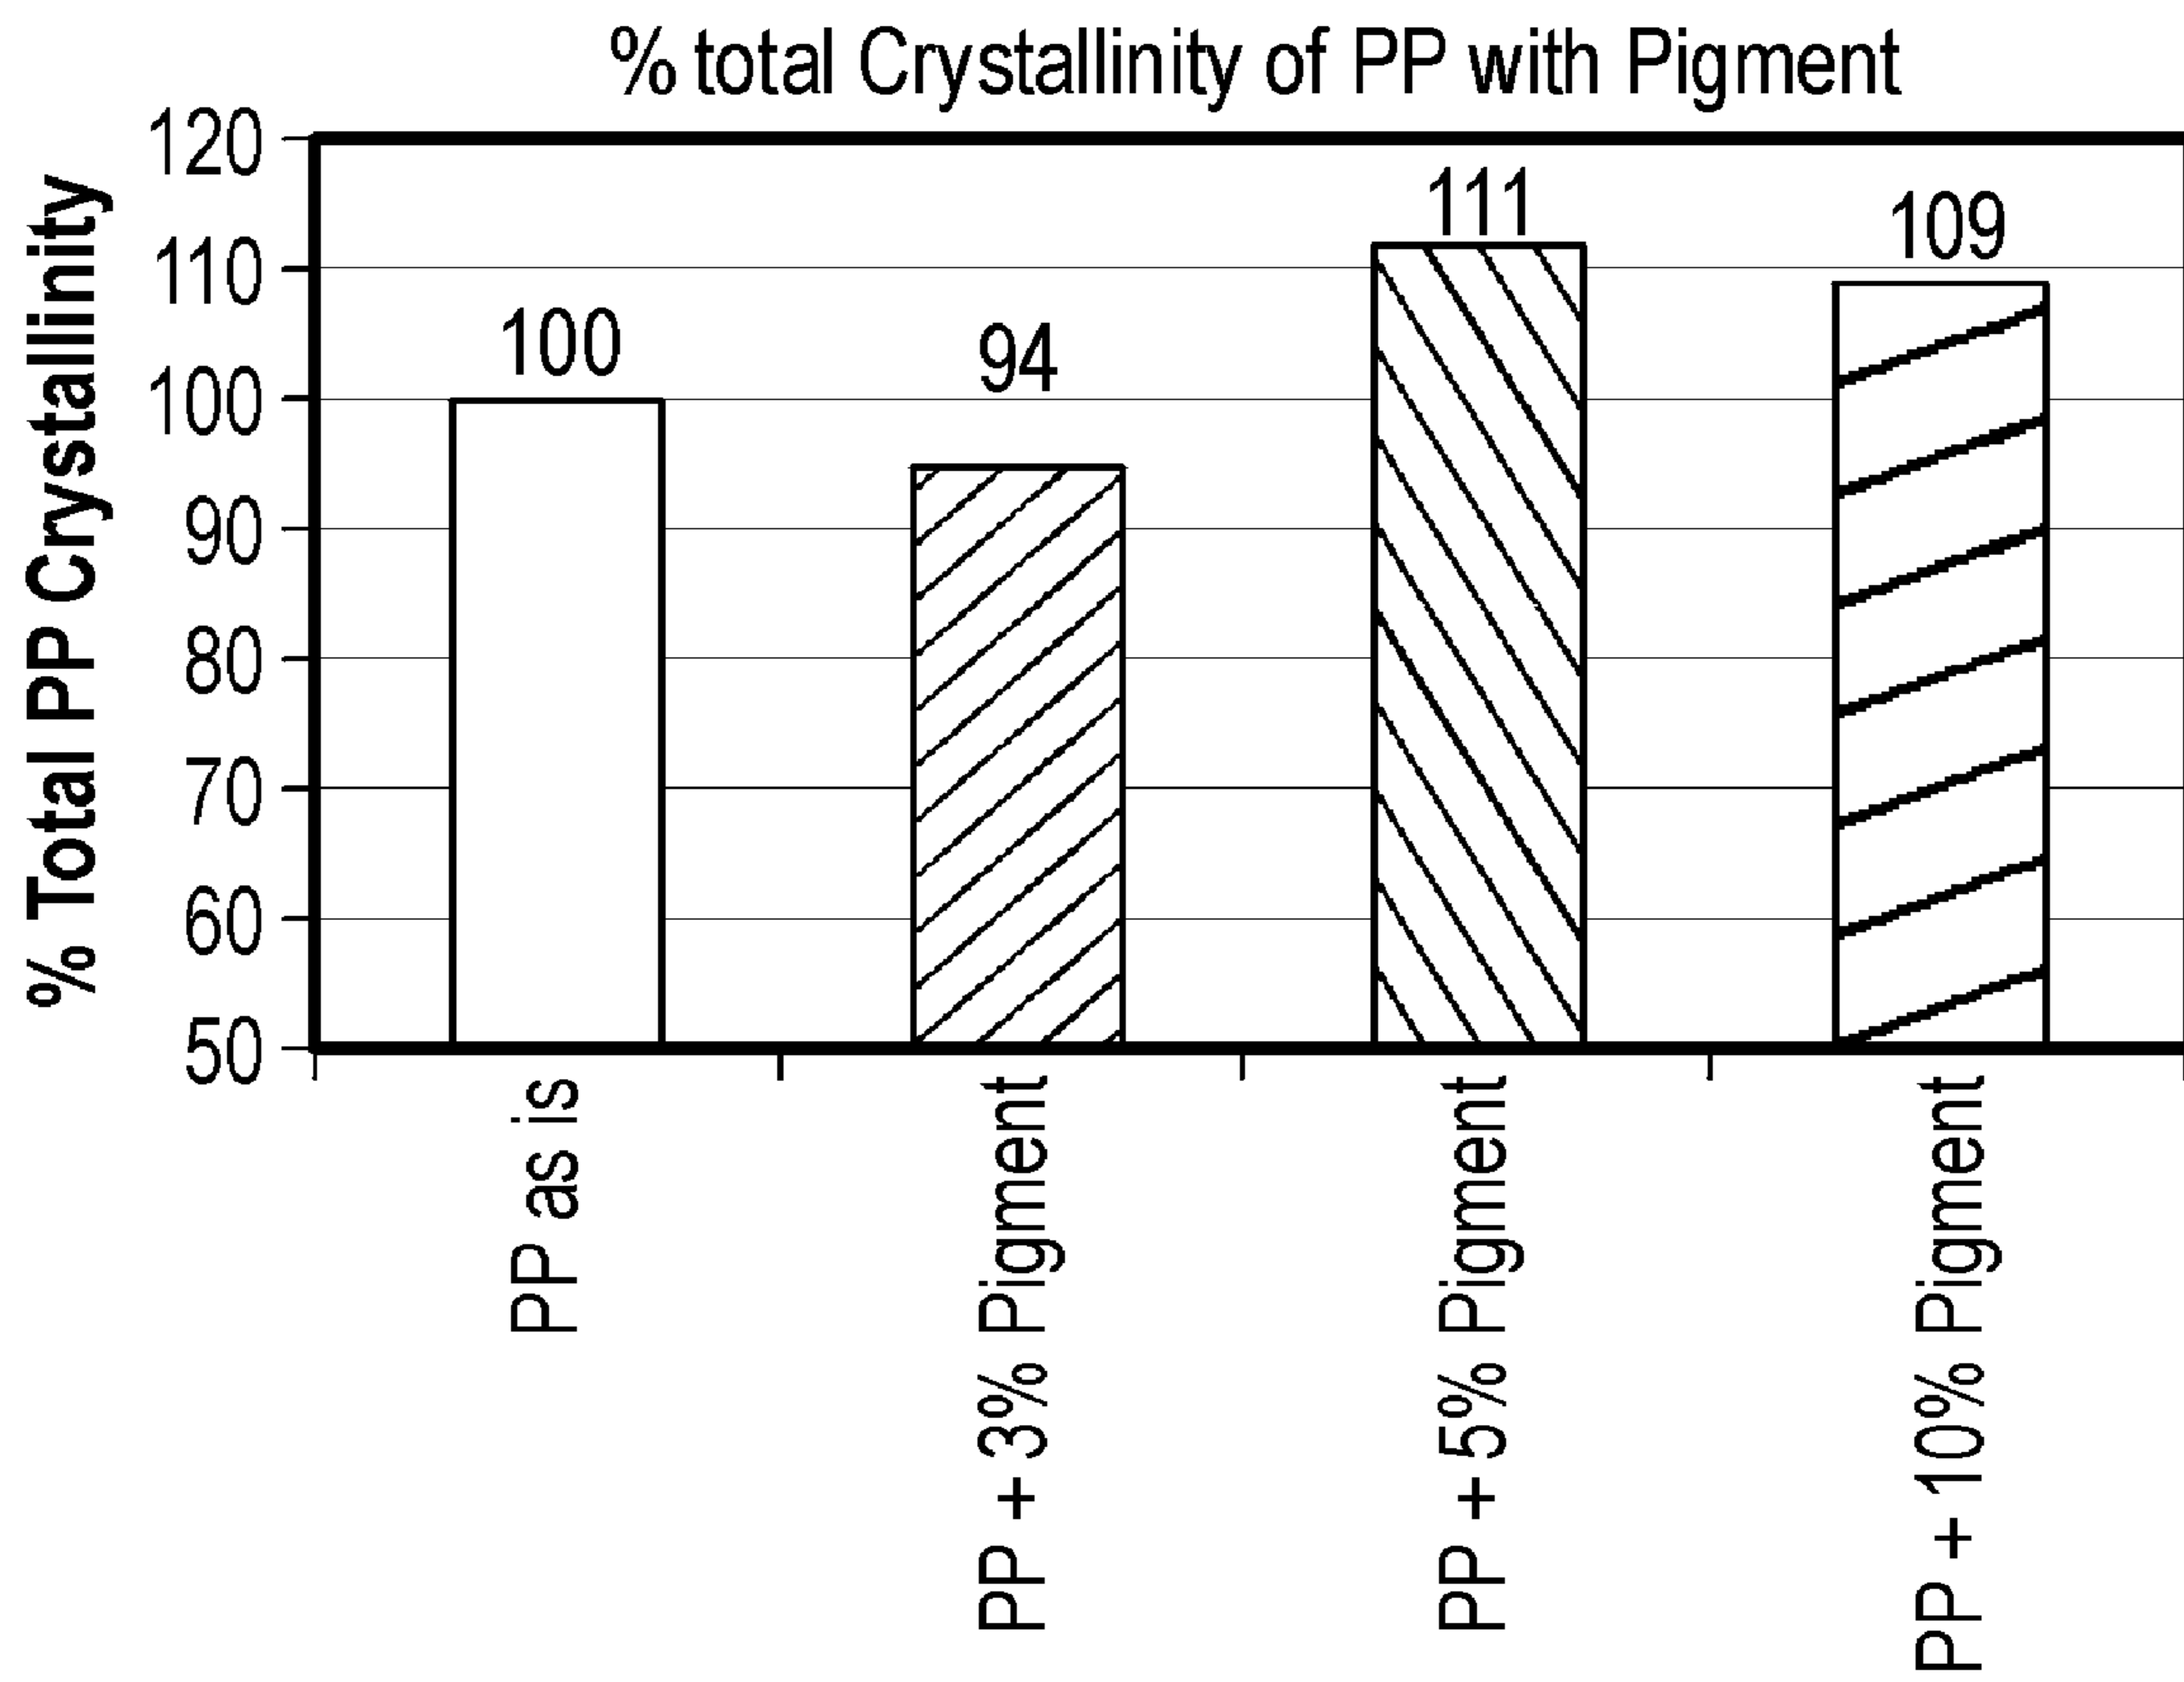 % total Crystallinity of PP with Pigment
% Total PP Crystallinity
120
110
100
90
80
70
60
50
100
94
111
109
PP as is
PP + 3% Pigment
PP + 5% Pigment
PP + 10% Pigment